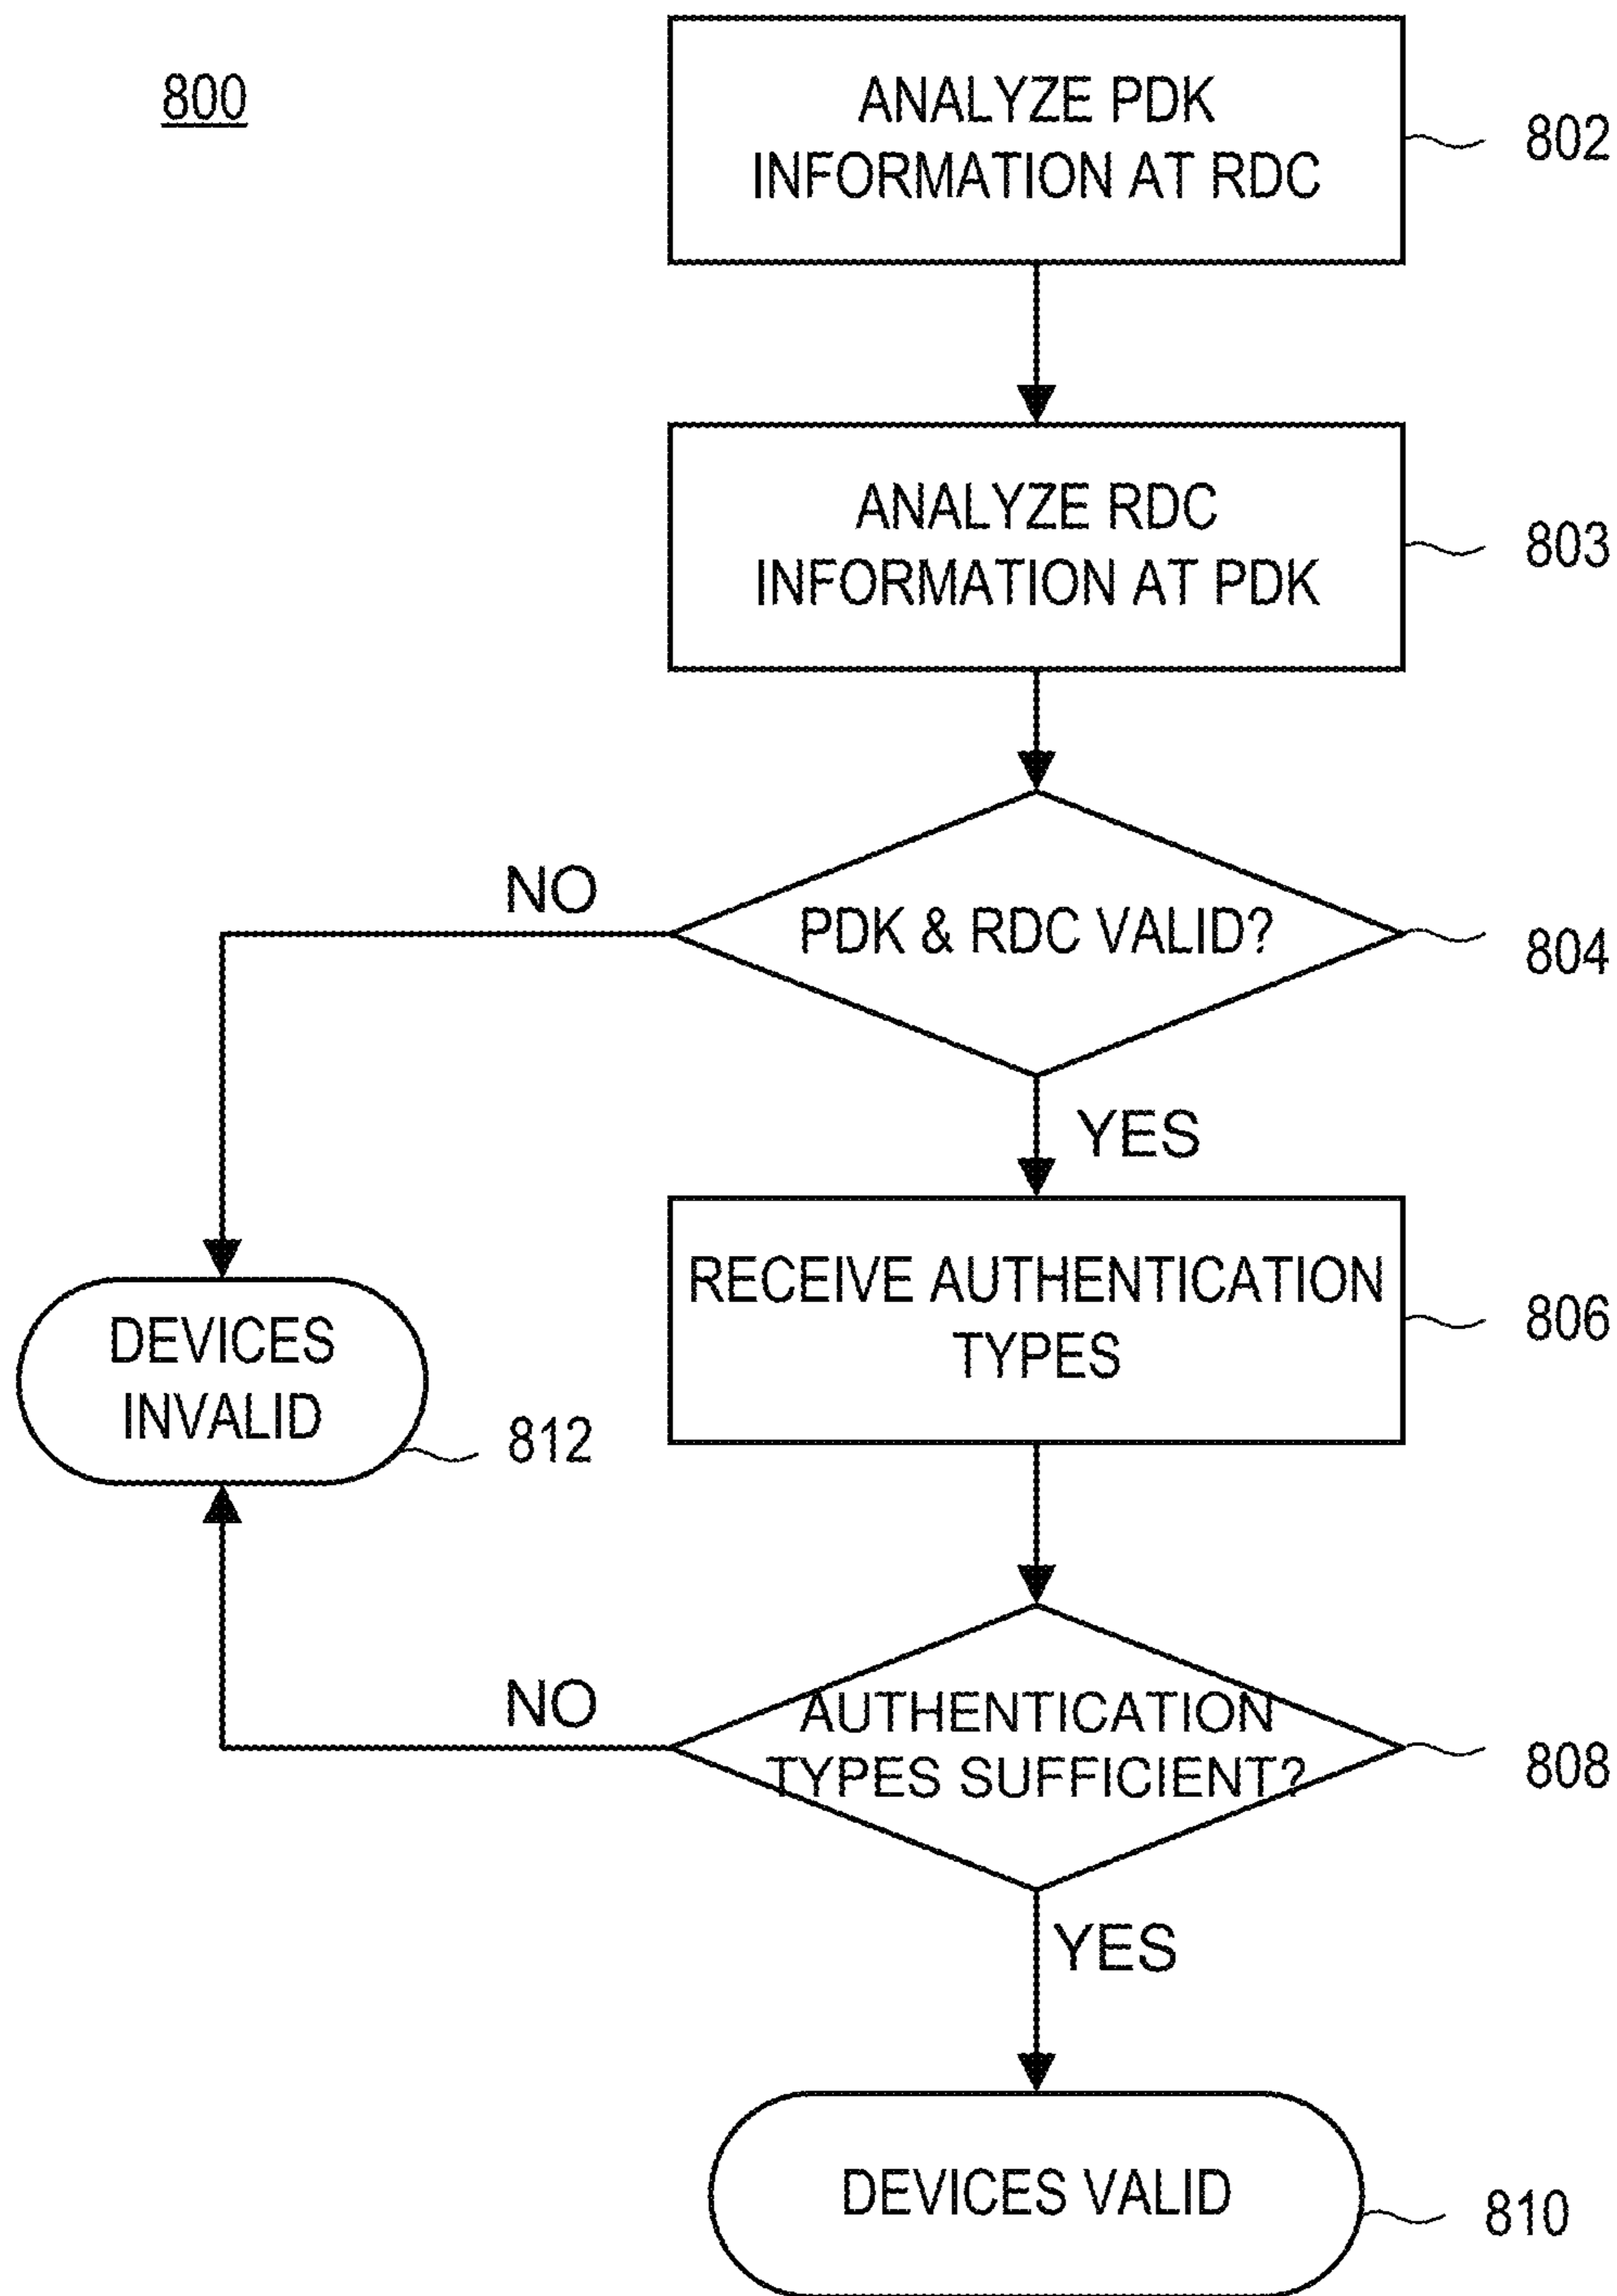 800
ANALYZE PDK
INFORMATION AT RDC
802
ANALYZE RDC
INFORMATION AT PDK
803
NO
PDK & RDC VALID?
804
YES
RECEIVE AUTHENTICATION
TYPES
806
DEVICES
INVALID
812
NO
AUTHENTICATION
TYPES SUFFICIENT?
808
YES
DEVICES VALID
810